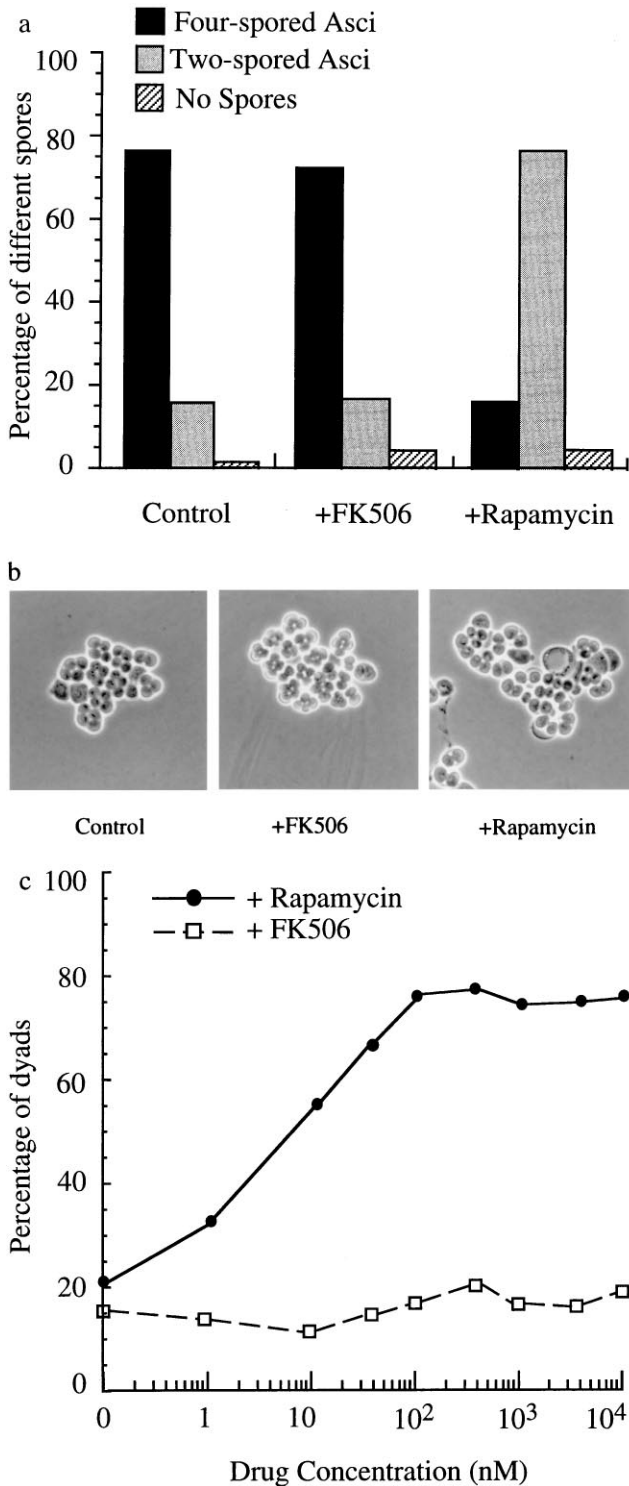 a
Four-spored Asci
Two-spored Asci
No Spores
Percentage of different spores
100
80
60
40
20
0
Control
+FK506
+Rapamycin
b
Control
+FK506
+Rapamycin
c
+ Rapamycin
+ FK506
Percentage of dyads
100
80
60
40
20
0
0 1 10 10² 10³ 10⁴
Drug Concentration (nM)